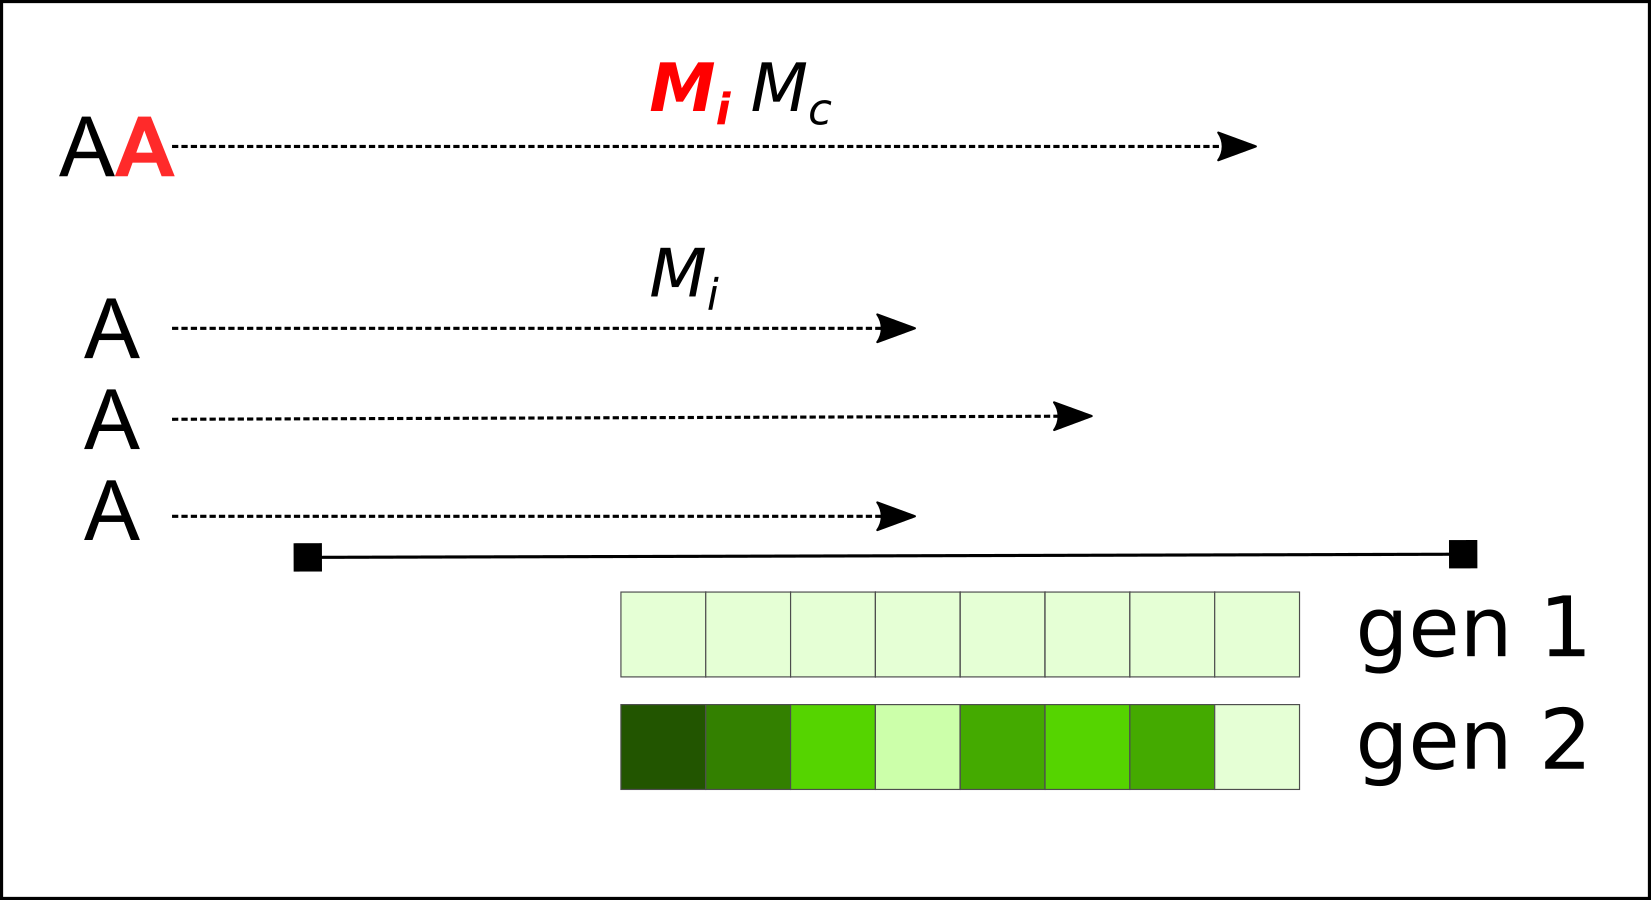 M_i M_c
AA
M_i
A
A
A
gen 1
gen 2